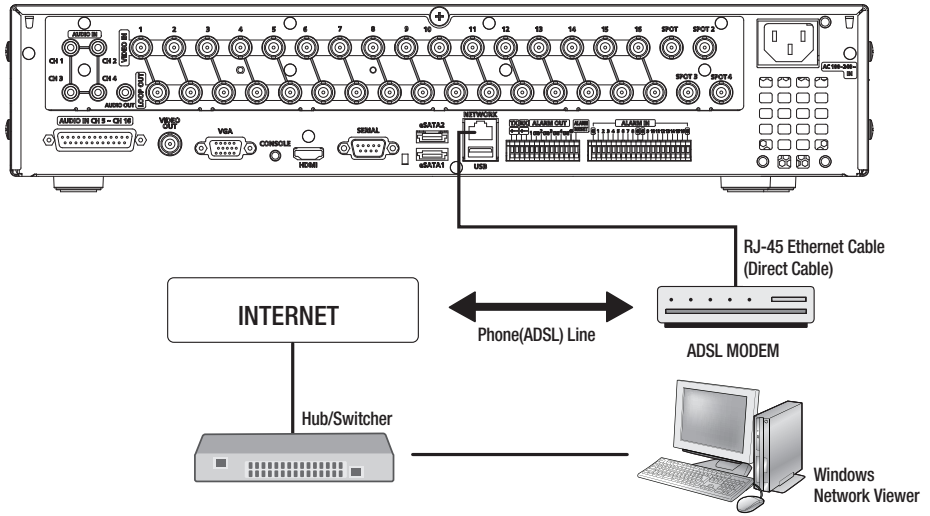 AUDIO IN
CH 1
CH 2
CH 3
CH 4
AUDIO OUT
VIDEO IN
LOOP OUT
1 2 3 4 5 6 7 8 9 10 11 12 13 14 15 16 SPOT SPOT 2
SPOT 3 SPOT 4
AUDIO IN CH 5 ~ CH 16
VIDEO OUT
VGA
CONSOLE
HDMI
SERIAL
eSATA2
eSATA1
NETWORK
USB
ALARM OUT
ALARM IN
RJ-45 Ethernet Cable
(Direct Cable)
INTERNET
Phone(ADSL) Line
ADSL MODEM
Hub/Switcher
Windows
Network Viewer